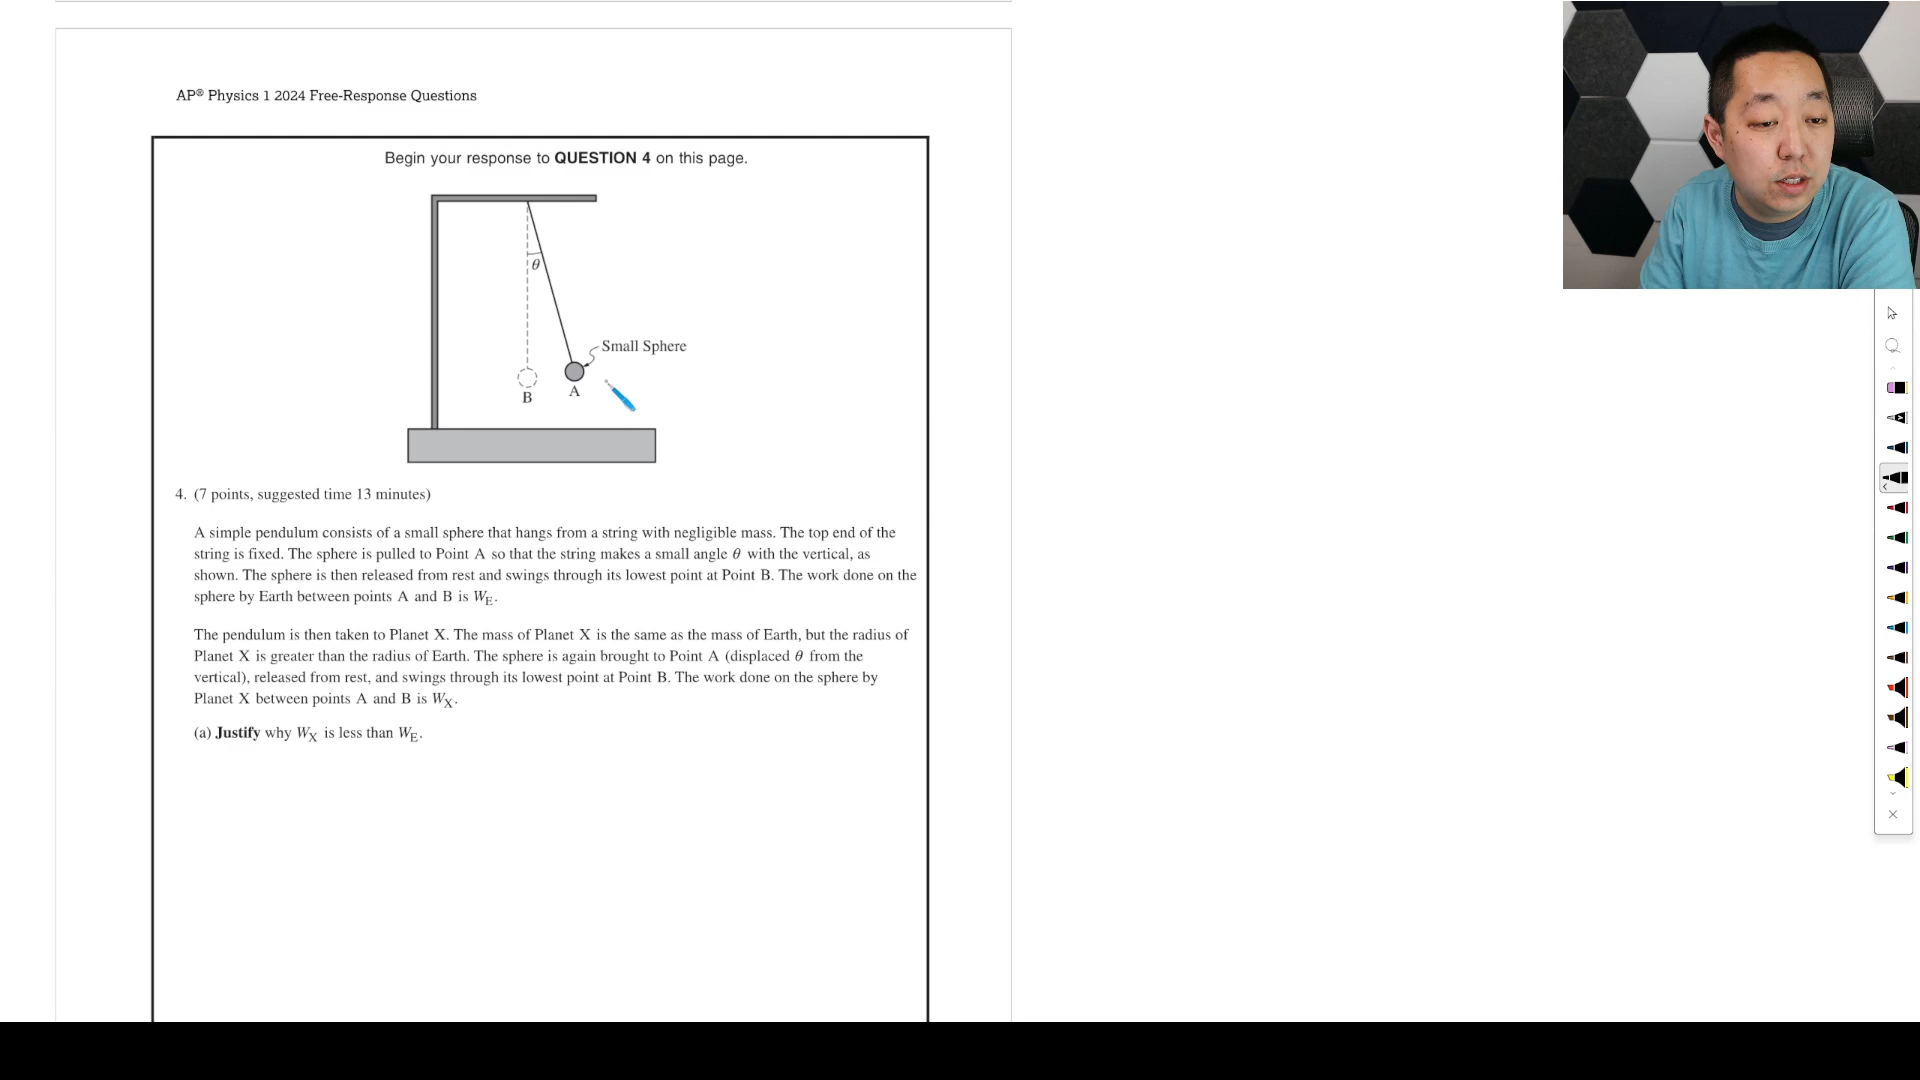 AP® Physics 1 2024 Free-Response Questions
Begin your response to QUESTION 4 on this page.
θ
Small Sphere
A
B
4. (7 points, suggested time 13 minutes)
A simple pendulum consists of a small sphere that hangs from a string with negligible mass. The top end of the
string is fixed. The sphere is pulled to Point A so that the string makes a small angle θ with the vertical, as
shown. The sphere is then released from rest and swings through its lowest point at Point B. The work done on the
sphere by Earth between points A and B is W_E.
The pendulum is then taken to Planet X. The mass of Planet X is the same as the mass of Earth, but the radius of
Planet X is greater than the radius of Earth. The sphere is again brought to Point A (displaced θ from the
vertical), released from rest, and swings through its lowest point at Point B. The work done on the sphere by
Planet X between points A and B is W_X.
(a) Justify why W_X is less than W_E.